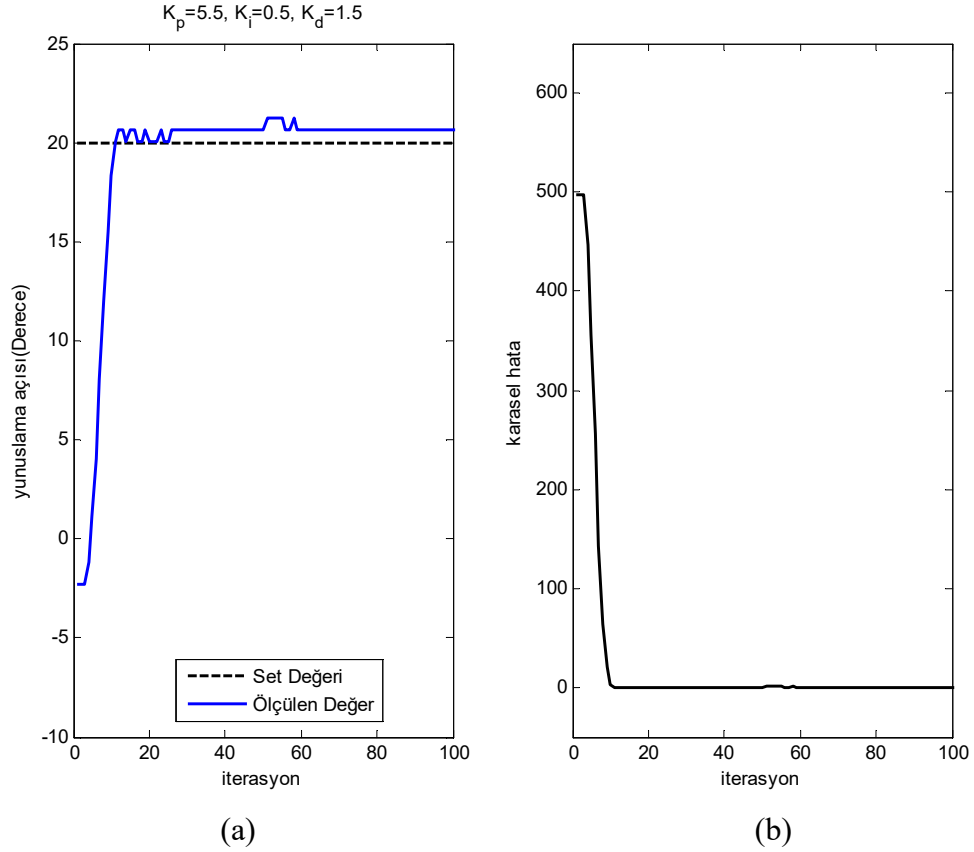 Kp=5.5, Ki=0.5, Kd=1.5
25
20
15
10
5
0
-5
-10
yunuslama açısı(Derece)
Set Değeri
Ölçülen Değer
0 20 40 60 80 100
iterasyon
(a)
600
500
400
300
200
100
0
karasel hata
0 20 40 60 80 100
iterasyon
(b)